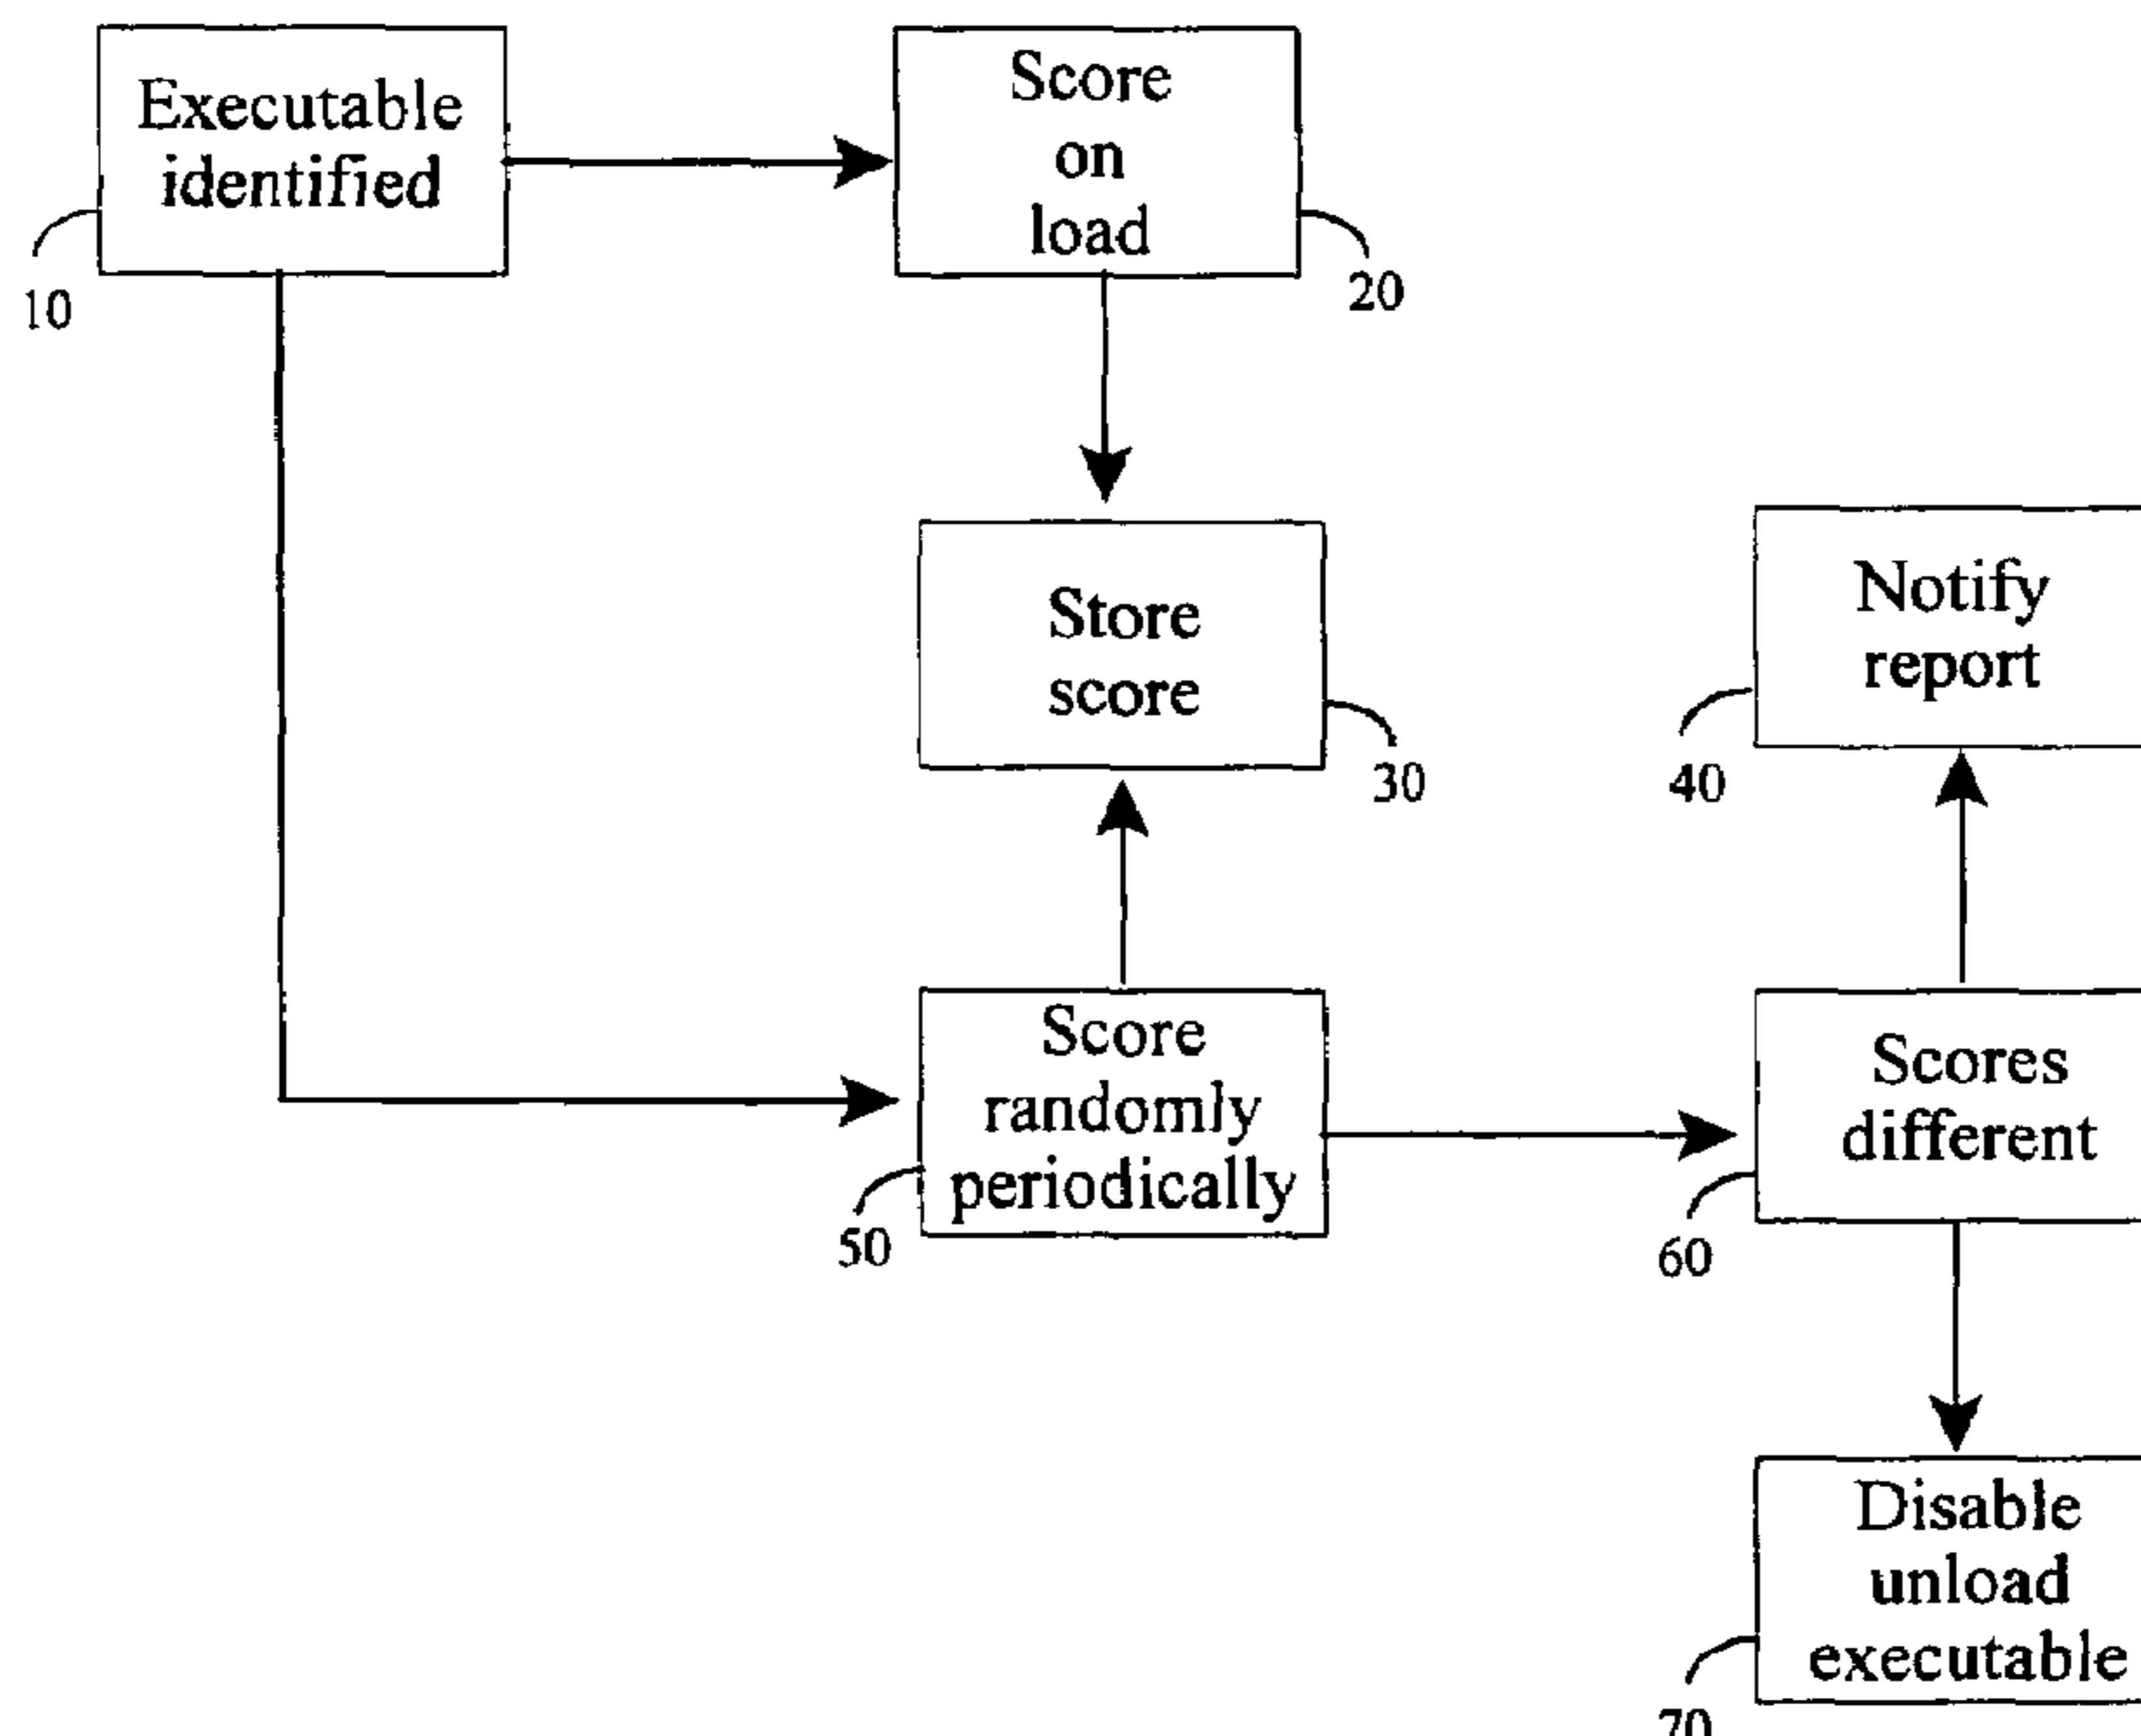 Executable
identified
10
Score
on
load
20
Store
score
30
Notify
report
40
Score
randomly
periodically
50
Scores
different
60
Disable
unload
executable
70